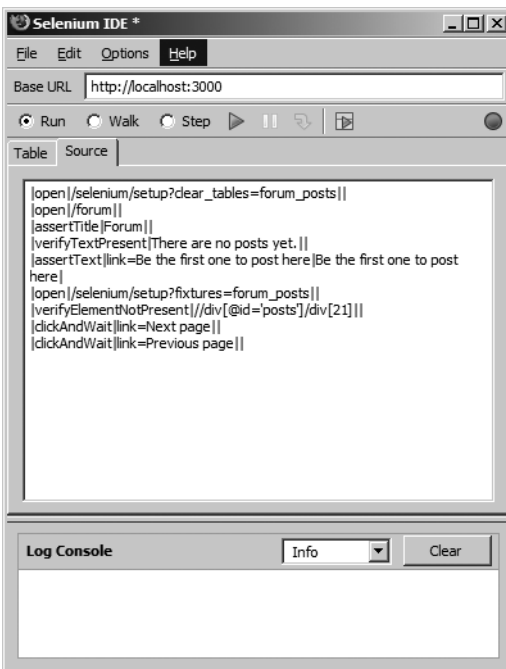 Selenium IDE *
File Edit Options Help
Base URL http://localhost:3000
Run Walk Step
Table Source
|open|/selenium/setup?clear_tables=forum_posts||
|open|/forum||
|assertTitle|Forum||
|verifyTextPresent|There are no posts yet.||
|assertText|link=Be the first one to post here|Be the first one to post
here|
|open|/selenium/setup?fixtures=forum_posts||
|verifyElementNotPresent|//div[@id='posts']/div[21]||
|clickAndWait|link=Next page||
|clickAndWait|link=Previous page||
Log Console Info Clear